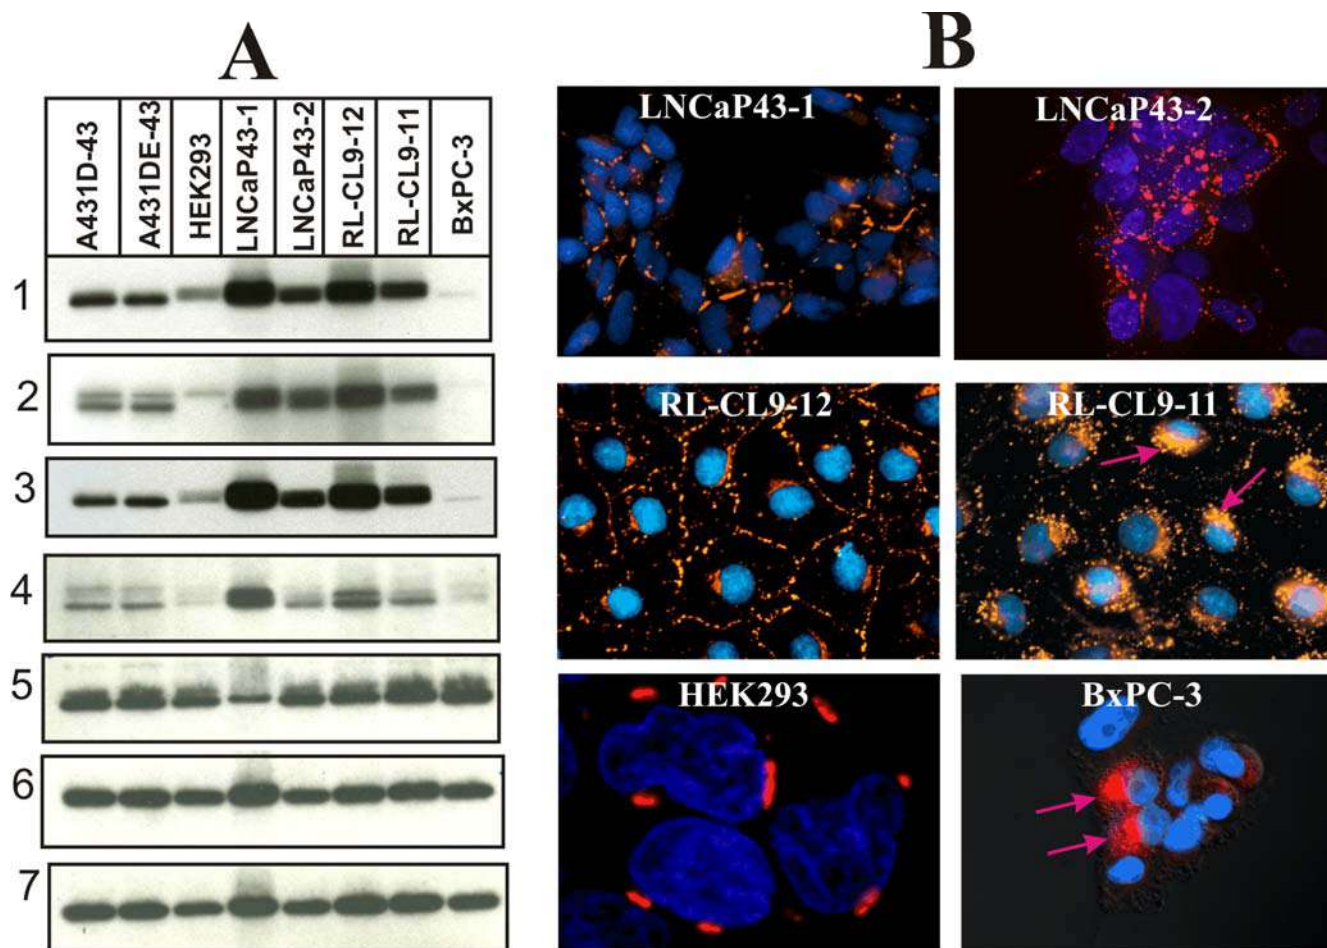 A
B
A431D-43
A431DE-43
HEK293
LNCaP43-1
LNCaP43-2
RL-CL9-12
RL-CL9-11
BxPC-3
1
2
3
4
5
6
7
LNCaP43-1
LNCaP43-2
RL-CL9-12
RL-CL9-11
HEK293
BxPC-3